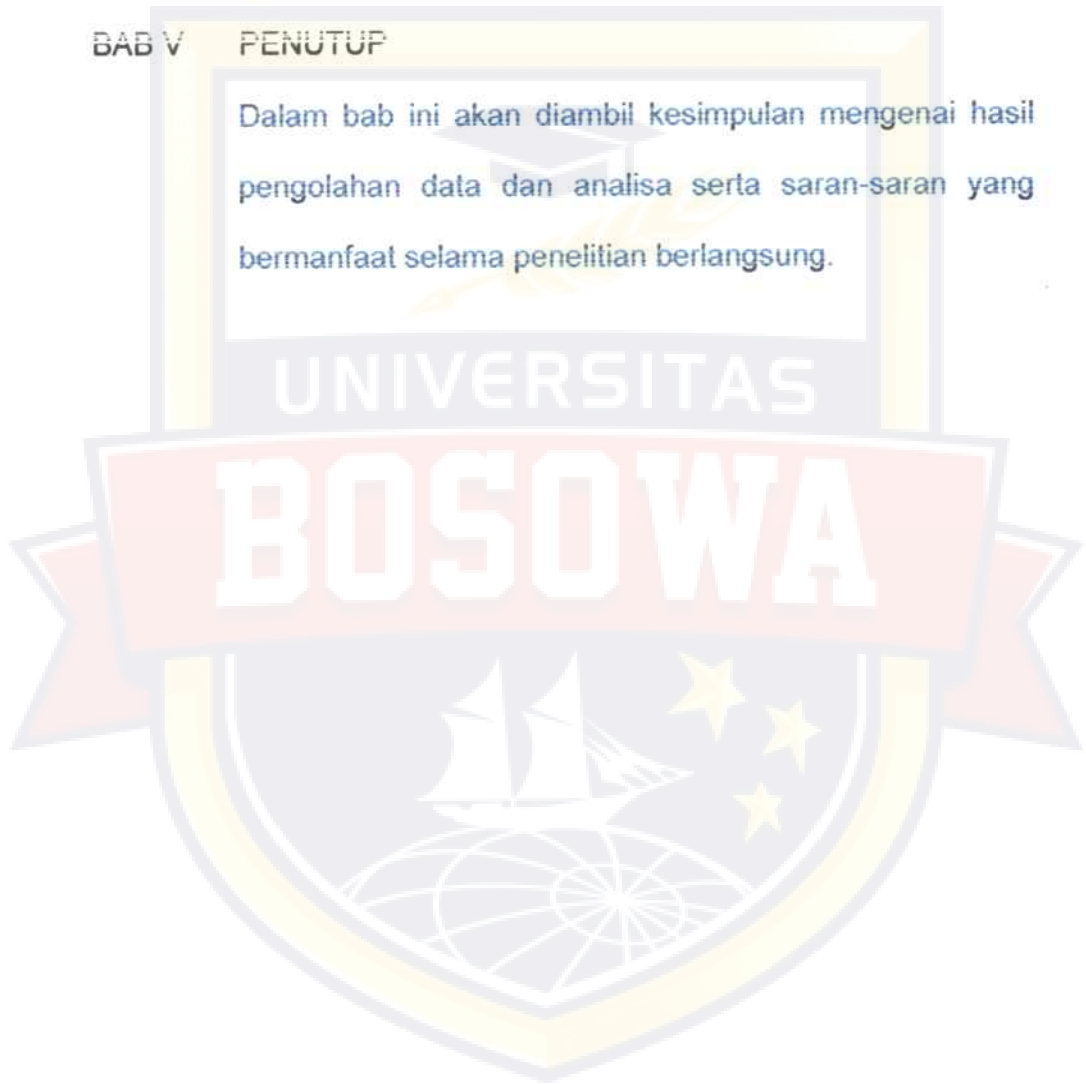 BAB V PENUTUP
Dalam bab ini akan diambil kesimpulan mengenai hasil
pengolahan data dan analisa serta saran-saran yang
bermanfaat selama penelitian berlangsung.
UNIVERSITAS
BOSOWA